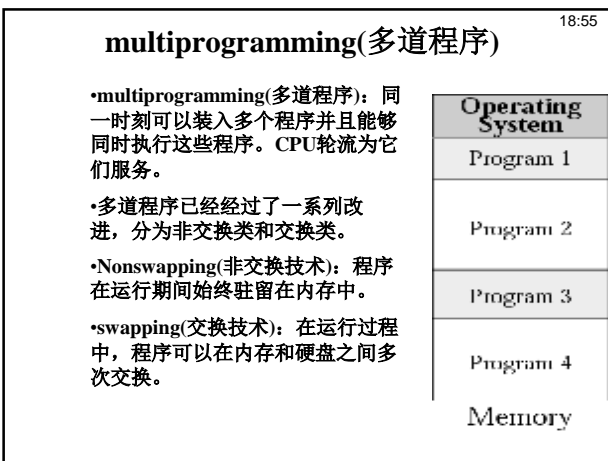 18:55
multiprogramming(多道程序)
•multiprogramming(多道程序)：同
一时刻可以装入多个程序并且能够
同时执行这些程序。CPU轮流为它
们服务。
•多道程序已经经过了一系列改
进，分为非交换类和交换类。
•Nonswapping(非交换技术)：程序
在运行期间始终驻留在内存中。
•swapping(交换技术)：在运行过程
中，程序可以在内存和硬盘之间多
次交换。
Operating
System
Program 1
Program 2
Program 3
Program 4
Memory